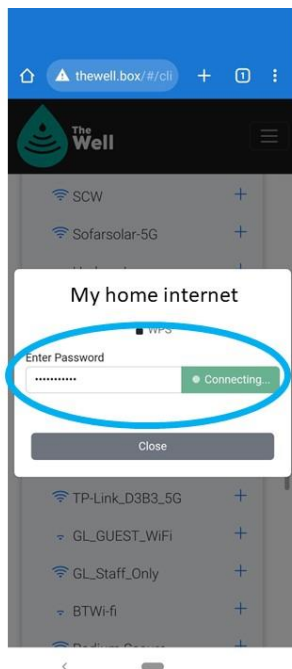 thewell.box/#/cli
1
The
Well
SCW
Sofarsolar-5G
My home internet
WPS
Enter Password
Connecting...
Close
TP-Link_D3B3_5G
GL_GUEST_WiFi
GL_Staff_Only
BTWi-fi